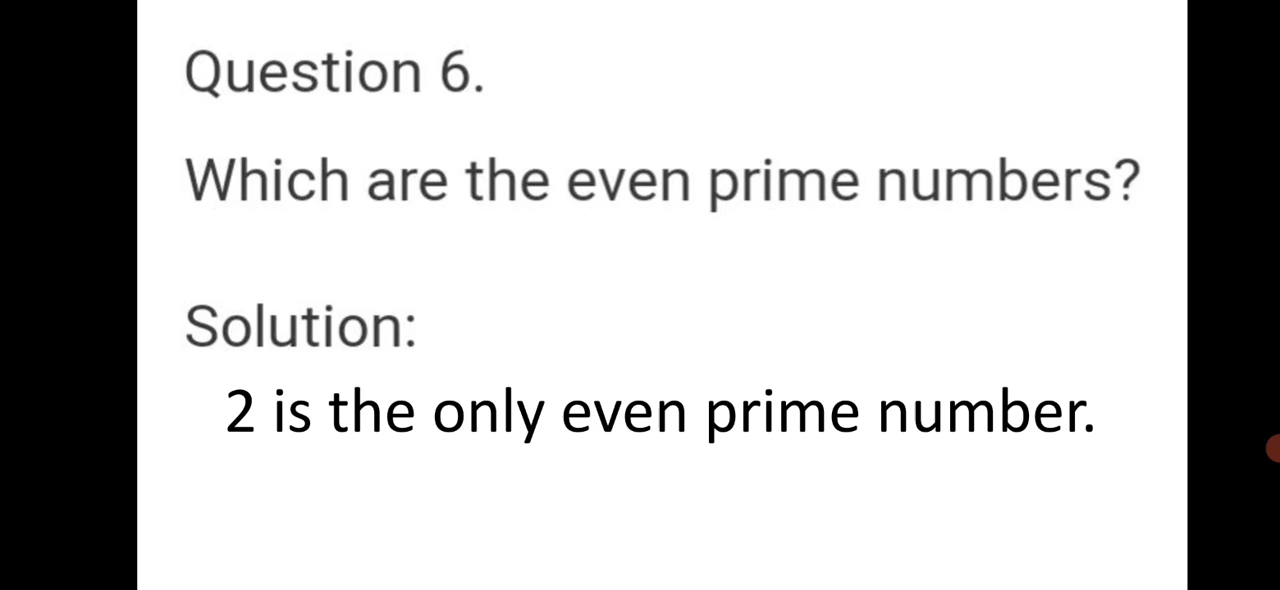 Question 6.
Which are the even prime numbers?
Solution:
2 is the only even prime number.